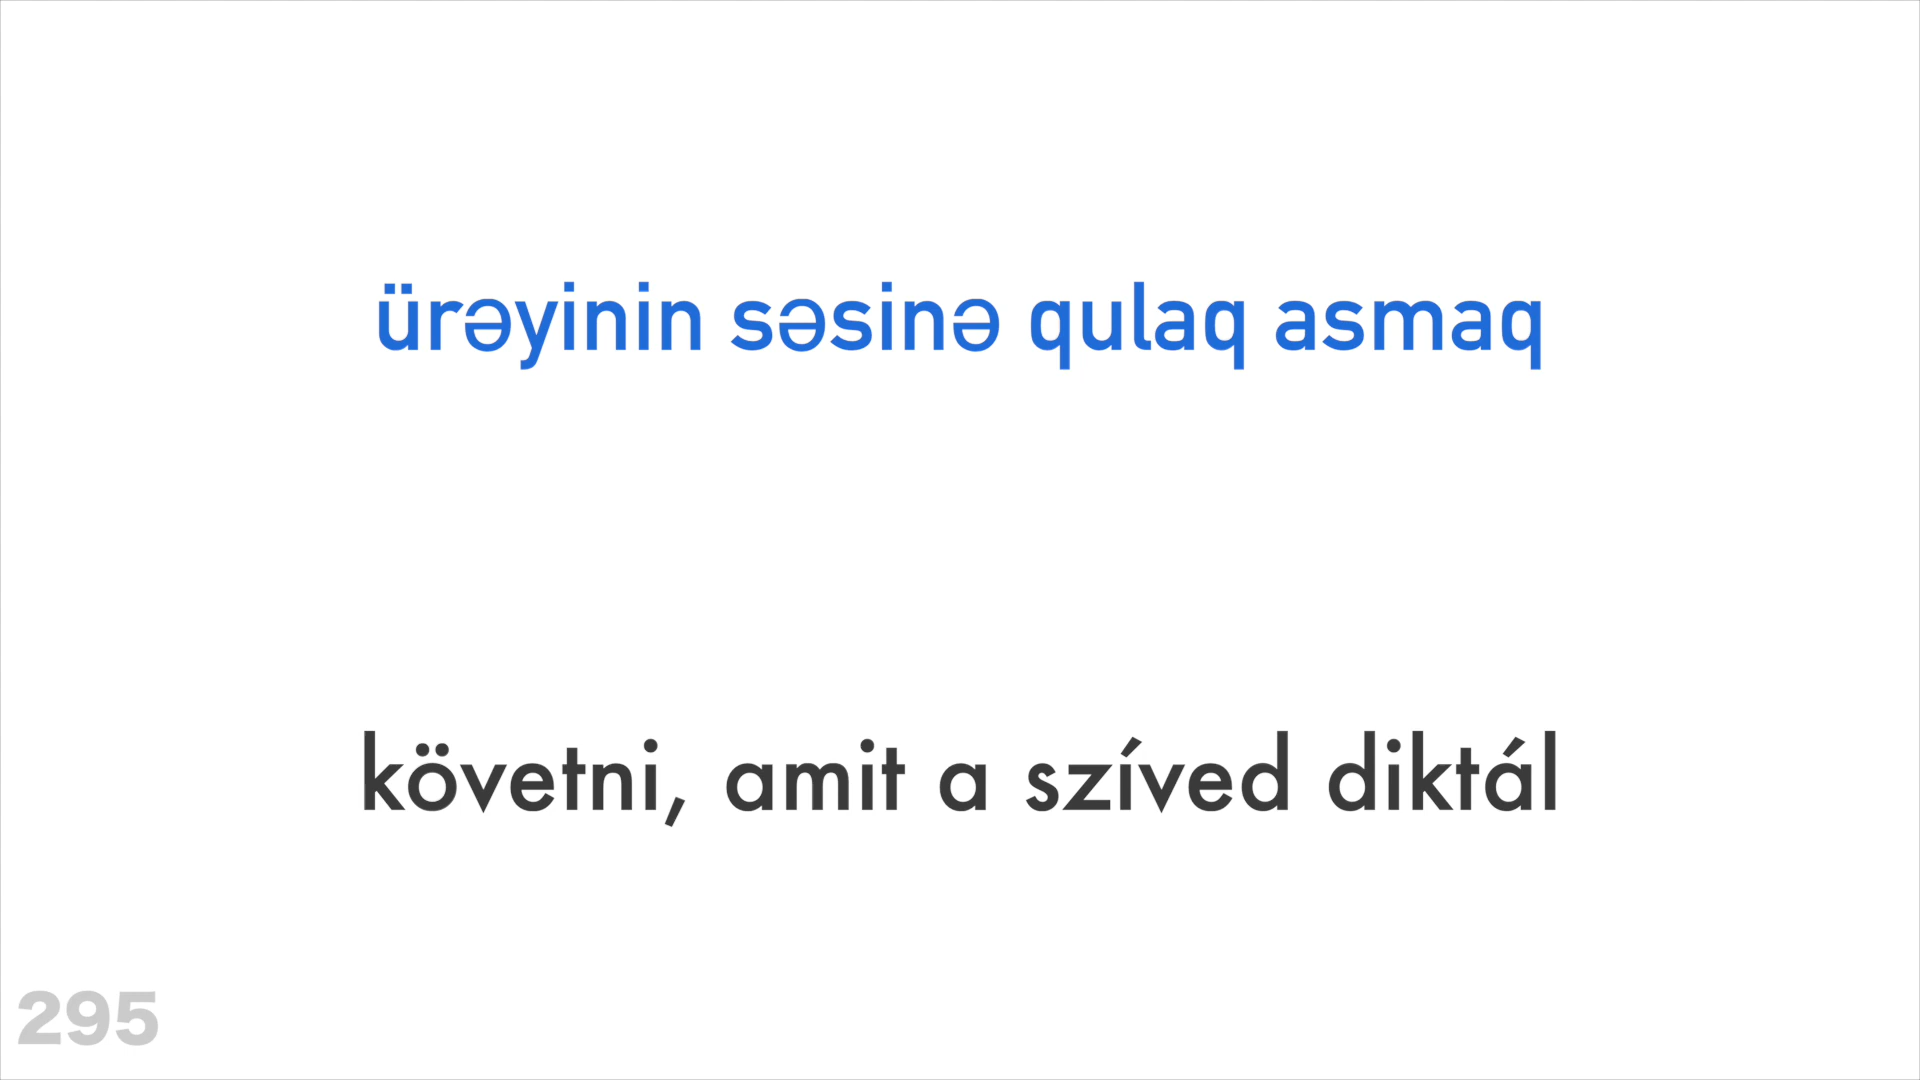 ürəyinin səsinə qulaq asmaq
követni, amit a szíved diktál
295